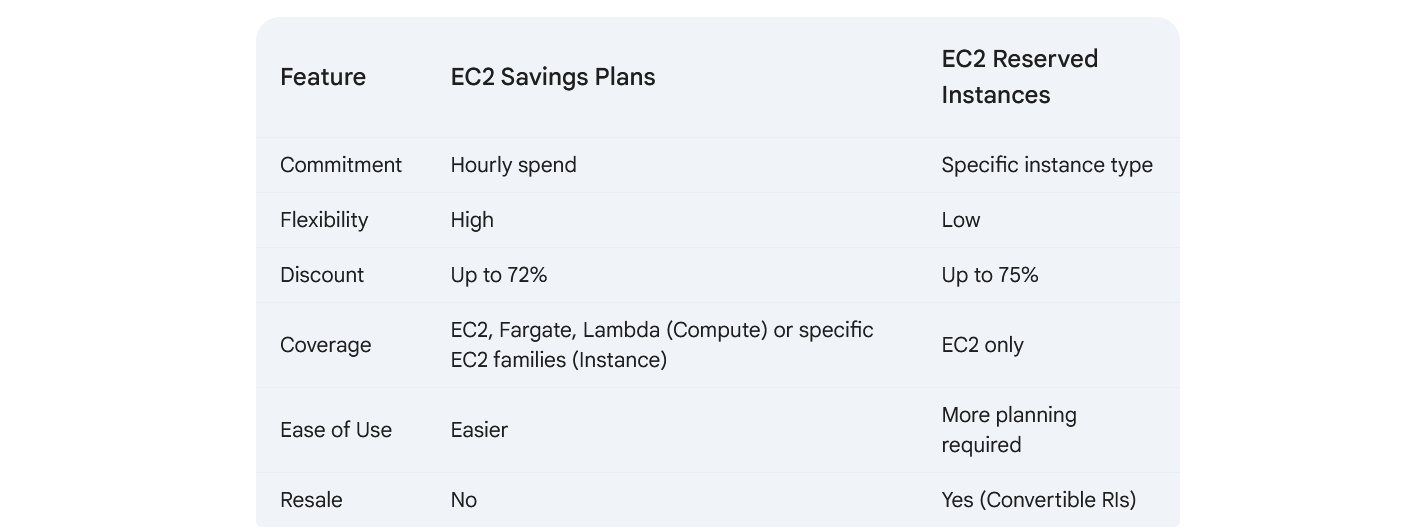 Feature EC2 Savings Plans EC2 Reserved
Instances
Commitment Hourly spend Specific instance type
Flexibility High Low
Discount Up to 72% Up to 75%
Coverage EC2, Fargate, Lambda (Compute) or specific
EC2 families (Instance) EC2 only
Ease of Use Easier More planning
required
Resale No Yes (Convertible RIs)